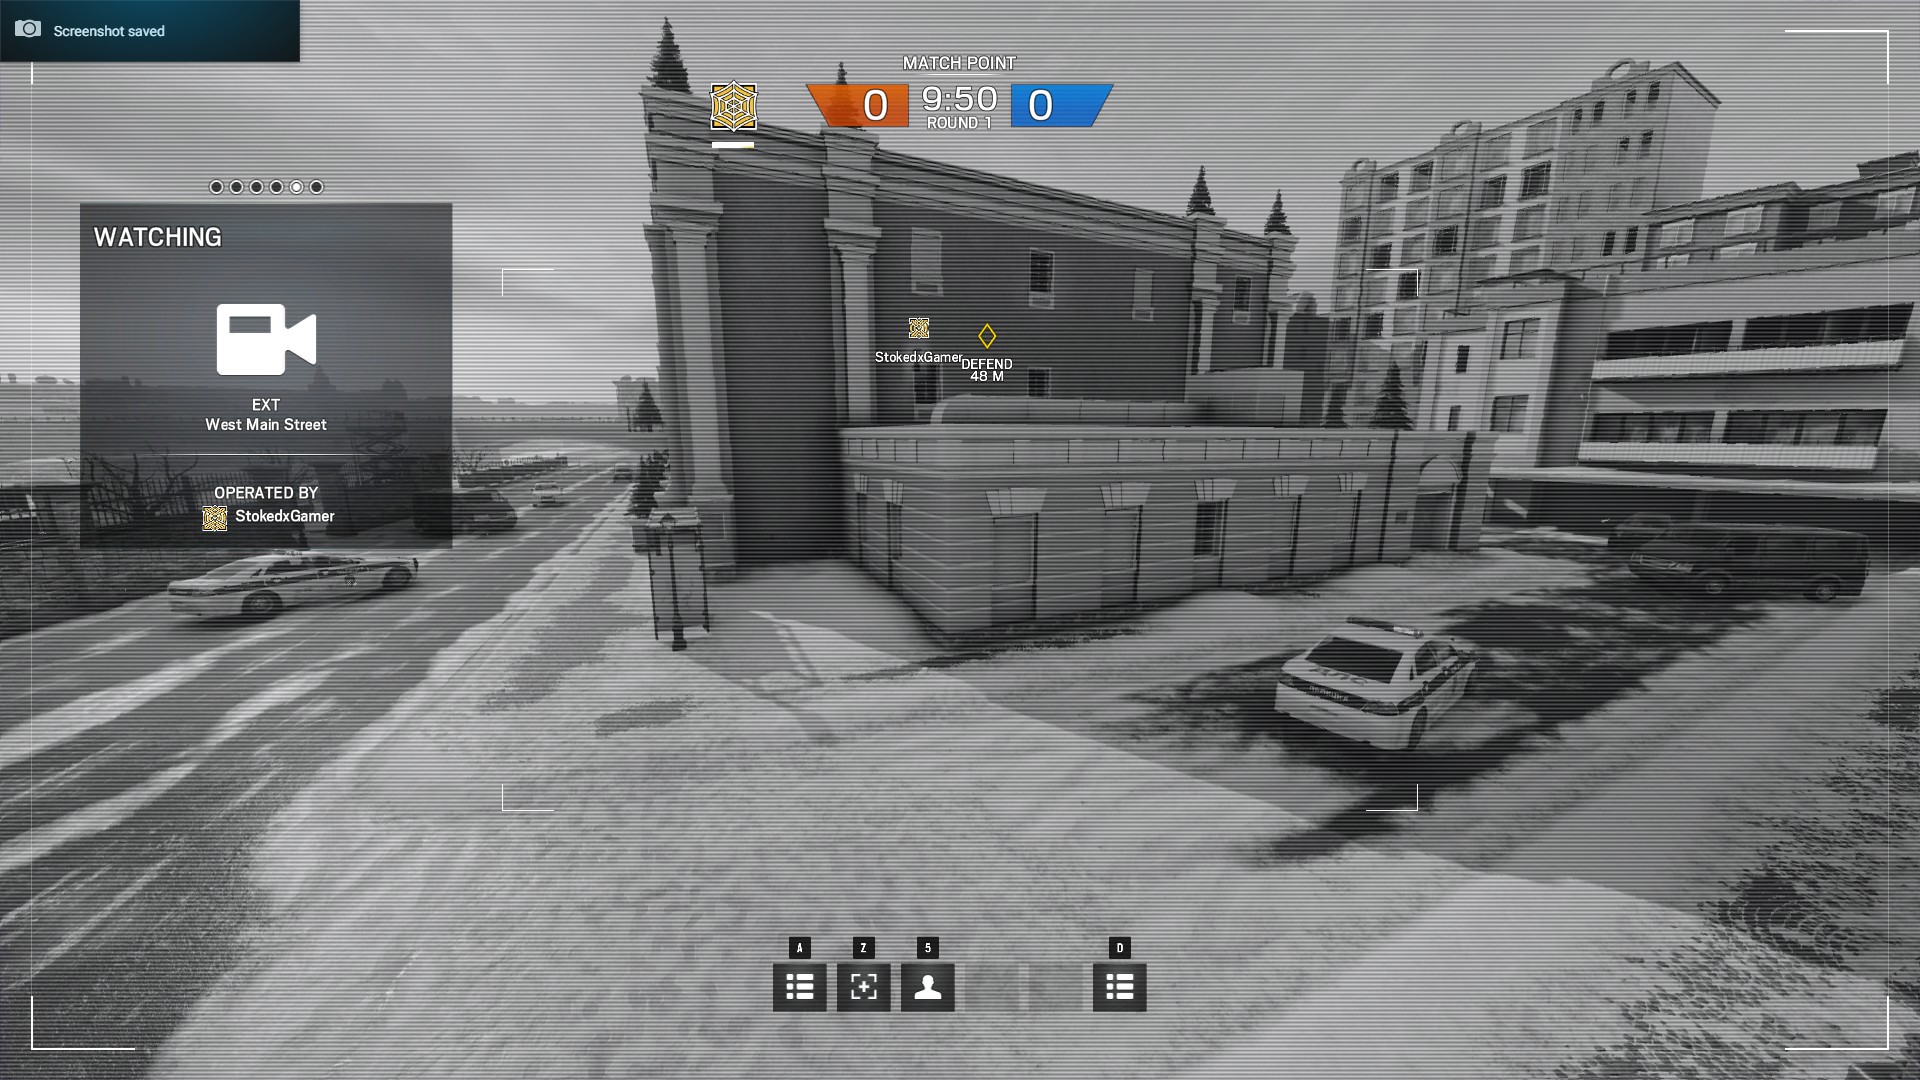 Screenshot saved
MATCH POINT
0
9:50
0
ROUND 1
WATCHING
EXT
West Main Street
OPERATED BY
StokedxGamer
StokedxGamer
DEFEND
48 M
A
Z
5
D